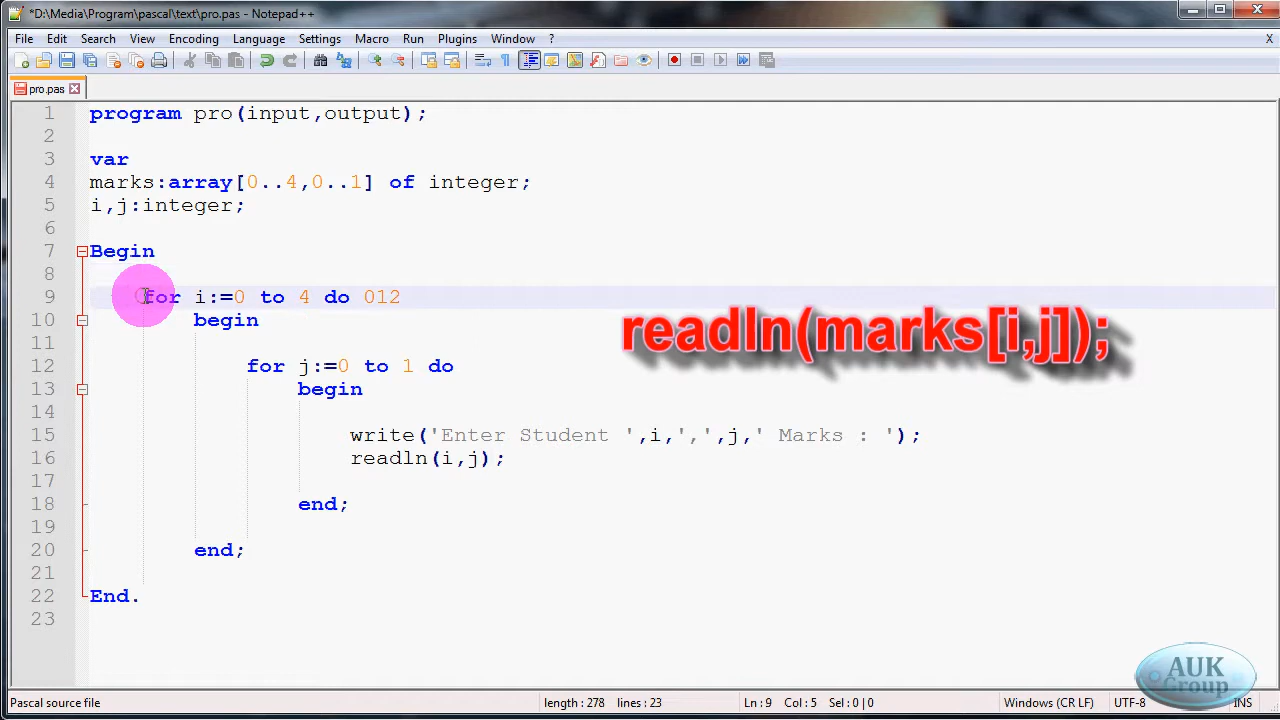 *D:\Media\Program\pascal\text\pro.pas - Notepad++
File Edit Search View Encoding Language Settings Macro Run Plugins Window ? X
pro.pas
1 program pro(input,output);
2
3 var
4 marks:array[0..4,0..1] of integer;
5 i,j:integer;
6
7 Begin
8
9 for i:=0 to 4 do 012
10 begin
11
12 for j:=0 to 1 do
13 begin
14
15 write('Enter Student ',i,',',j,' Marks : ');
16 readln(i,j);
17
18 end;
19
20 end;
21
22 End.
23
readln(marks[i,j]);
AUK
Group
Pascal source file length : 278 lines : 23 Ln : 9 Col : 5 Sel : 0 | 0 Windows (CR LF) UTF-8 INS